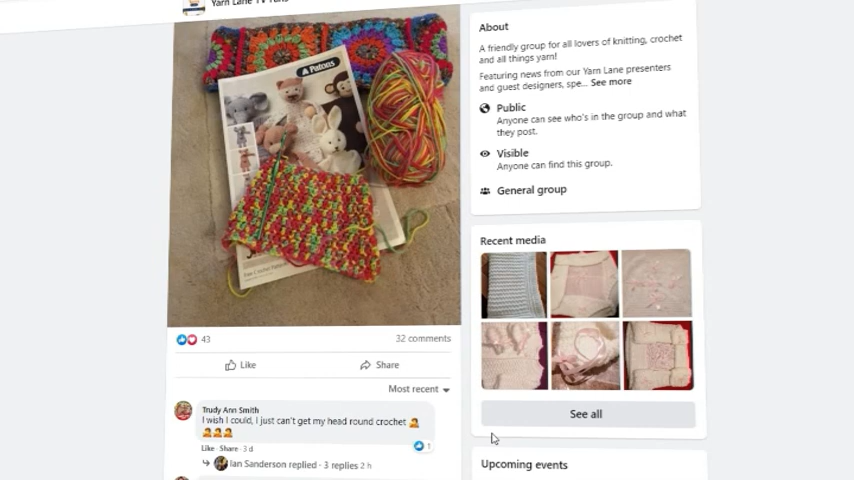 Yarn Lane TV Fans
Patons
43
32 comments
Like
Share
Most recent
Trudy Ann Smith
I wish I could, I just can't get my head round crochet
Like · Share · 3 d
1
Ian Sanderson replied · 3 replies 2 h
About
A friendly group for all lovers of knitting, crochet
and all things yarn!
Featuring news from our Yarn Lane presenters
and guest designers, spe... See more
Public
Anyone can see who's in the group and what
they post.
Visible
Anyone can find this group.
General group
Recent media
See all
Upcoming events